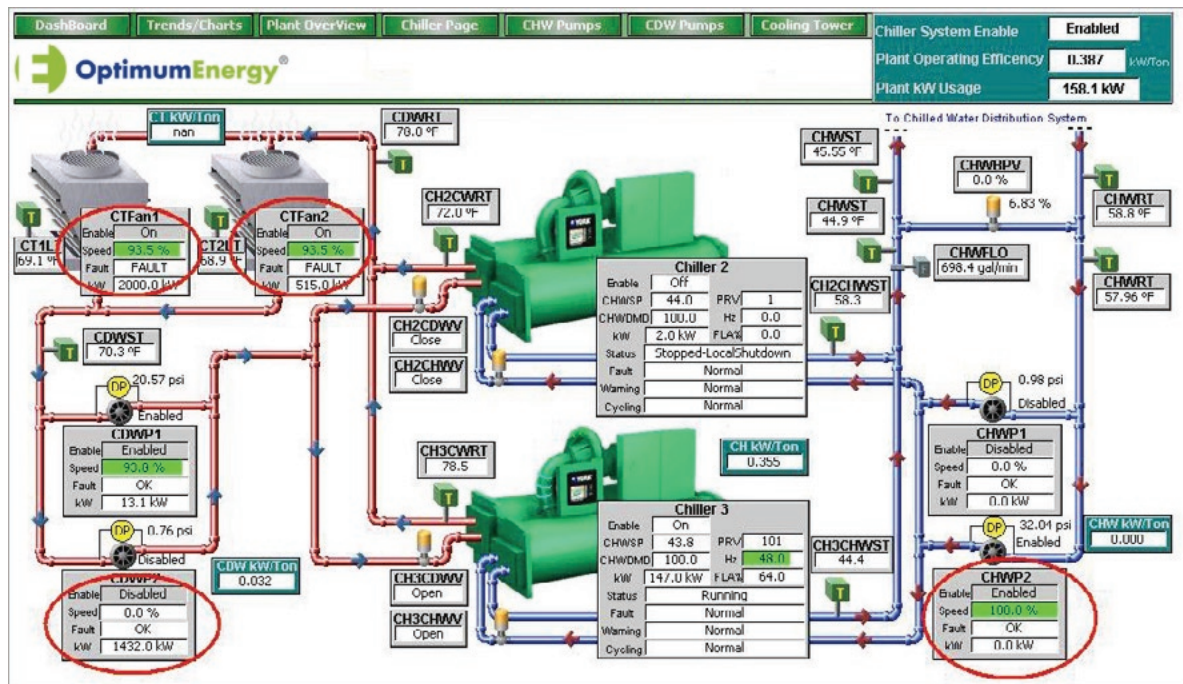 DashBoard
Trends/Charts
Plant OverView
Chiller Page
CHW Pumps
CDW Pumps
Cooling Tower
Chiller System Enable Enabled
Plant Operating Efficency 0.387 kW/Ton
Plant kW Usage 158.1 kW
OptimumEnergy®
To Chilled Water Distribution System
CT kW/Ton
nan
CDWRT
78.0 °F
CHWST
45.55 °F
CHWBPV
0.0 %
6.83 %
CHWRT
58.8 °F
CH2CWRT
72.0 °F
CHWST
44.9 °F
CHWFLO
698.4 gal/min
CHWRT
57.96 °F
CT1L
69.1 °F
CTFan1
Enable On
Speed 93.5 %
Fault FAULT
kW 2000.0 kW
CT2LT
68.9 °F
CTFan2
Enable On
Speed 93.5 %
Fault FAULT
kW 515.0 kW
YORK
Chiller 2
Enable Off
CHWSP 44.0 PRV 1
CHWDMD 100.0 Hz 0.0
kW 2.0 kW FLA% 0.0
Status Stopped-LocalShutdown
Fault Normal
Warning Normal
Cycling Normal
CH2CHWST
58.3
CH2CDWV
Close
CH2CHWV
Close
CDWST
70.3 °F
DP 20.57 psi
Enabled
CDWP1
Enable Enabled
Speed 93.8 %
Fault OK
kW 13.1 kW
DP 0.98 psi
Disabled
CHWP1
Enable Disabled
Speed 0.0 %
Fault OK
kW 0.0 kW
CH3CWRT
78.5
CH kW/Ton
0.355
Chiller 3
Enable On
CHWSP 43.8 PRV 101
CHWDMD 100.0 Hz 48.0
kW 147.0 kW FLA% 64.0
Status Running
Fault Normal
Warning Normal
Cycling Normal
CH3CHWST
44.4
CH3CDWV
Open
CH3CHWV
Open
DP 0.76 psi
Disabled
CDWP2
Enable Disabled
Speed 0.0 %
Fault OK
kW 1432.0 kW
CDW kW/Ton
0.032
DP 32.04 psi
Enabled
CHW kW/Ton
0.000
CHWP2
Enable Enabled
Speed 100.0 %
Fault OK
kW 0.0 kW
T
T
T
T
T
T
T
T
T
T
T
F